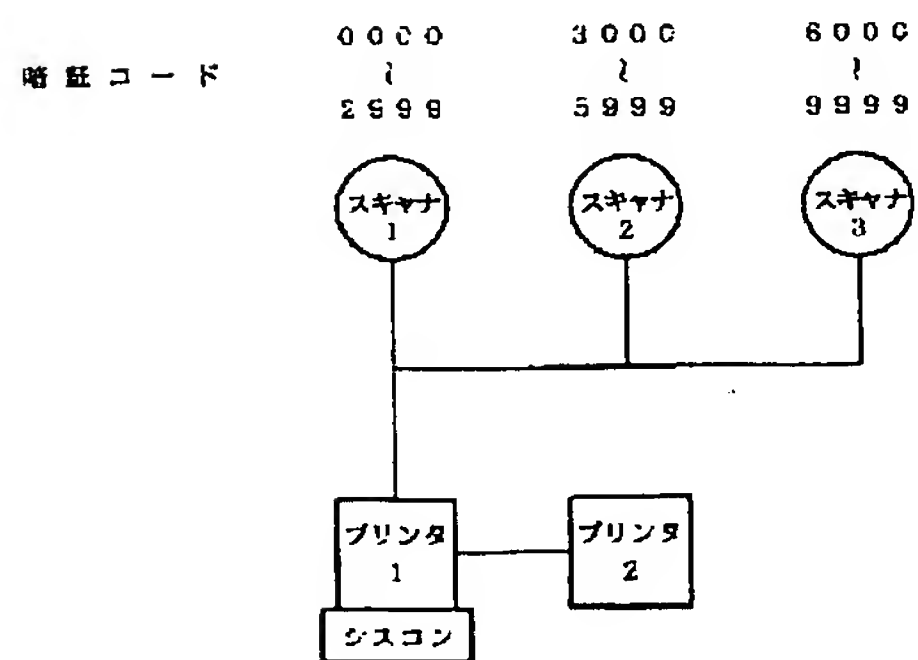 0000 3000 6000
暗証コード ～ ～ ～
2999 5999 9999
スキャナ スキャナ スキャナ
1 2 3
プリンタ プリンタ
1 2
シスコン